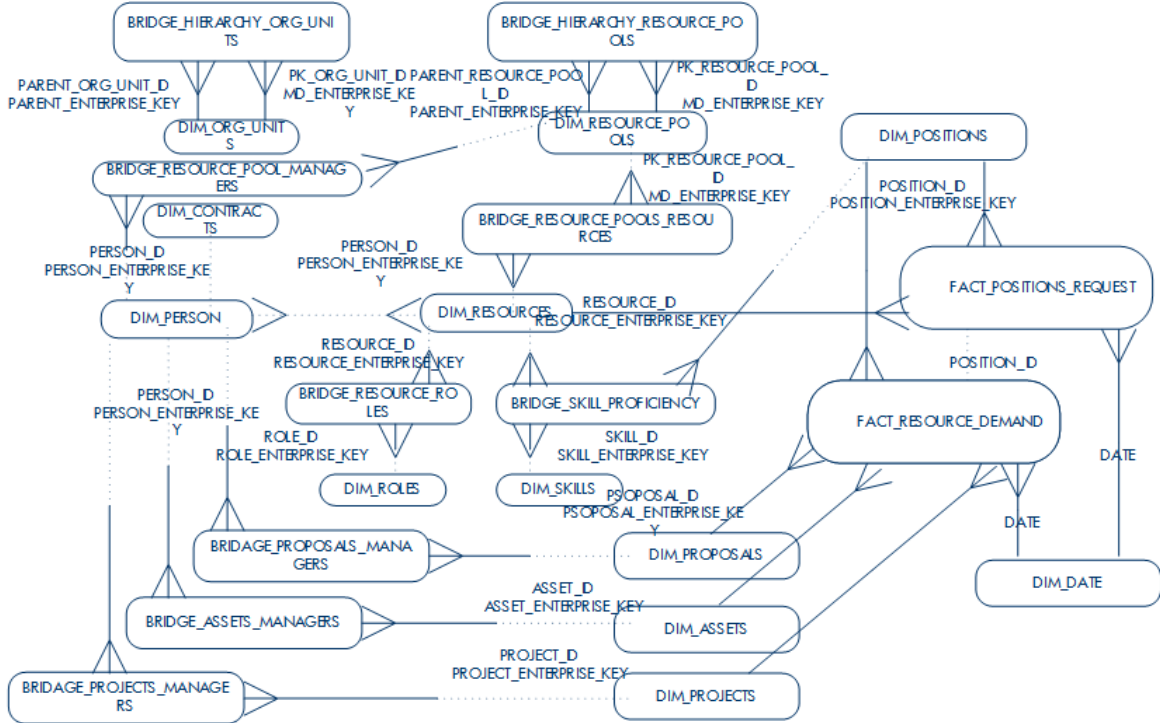 BRIDGE_HIERARCHY_ORG_UNI
TS
BRIDGE_HIERARCHY_RESOURCE_P
OOLS
PARENT_ORG_UNIT_ID
PARENT_ENTERPRISE_KEY
PK_ORG_UNIT_ID
MD_ENTERPRISE_KE
Y
PARENT_RESOURCE_POO
L_ID
PARENT_ENTERPRISE_KEY
PK_RESOURCE_POOL_
ID
MD_ENTERPRISE_KEY
DIM_ORG_UNIT
S
DIM_RESOURCE_PO
OLS
DIM_POSITIONS
BRIDGE_RESOURCE_POOL_MANAG
ERS
PK_RESOURCE_POOL_
ID
MD_ENTERPRISE_KEY
POSITION_ID
POSITION_ENTERPRISE_KEY
DIM_CONTRAC
TS
BRIDGE_RESOURCE_POOLS_RESOU
RCES
PERSON_ID
PERSON_ENTERPRISE_KE
Y
PERSON_ID
PERSON_ENTERPRISE_KE
Y
FACT_POSITIONS_REQUEST
DIM_PERSON
DIM_RESOURCES
RESOURCE_ID
RESOURCE_ENTERPRISE_KEY
RESOURCE_ID
RESOURCE_ENTERPRISE_KEY
POSITION_ID
PERSON_ID
PERSON_ENTERPRISE_KE
Y
BRIDGE_RESOURCE_RO
LES
BRIDGE_SKILL_PROFICIENCY
FACT_RESOURCE_DEMAND
ROLE_ID
ROLE_ENTERPRISE_KEY
SKILL_ID
SKILL_ENTERPRISE_KEY
DATE
DIM_ROLES
DIM_SKILLS
PSOPOSAL_ID
PSOPOSAL_ENTERPRISE_KE
Y
DATE
BRIDAGE_PROPOSALS_MANA
GERS
DIM_PROPOSALS
DIM_DATE
ASSET_ID
ASSET_ENTERPRISE_KEY
BRIDGE_ASSETS_MANAGERS
DIM_ASSETS
PROJECT_ID
PROJECT_ENTERPRISE_KEY
BRIDAGE_PROJECTS_MANAGE
RS
DIM_PROJECTS